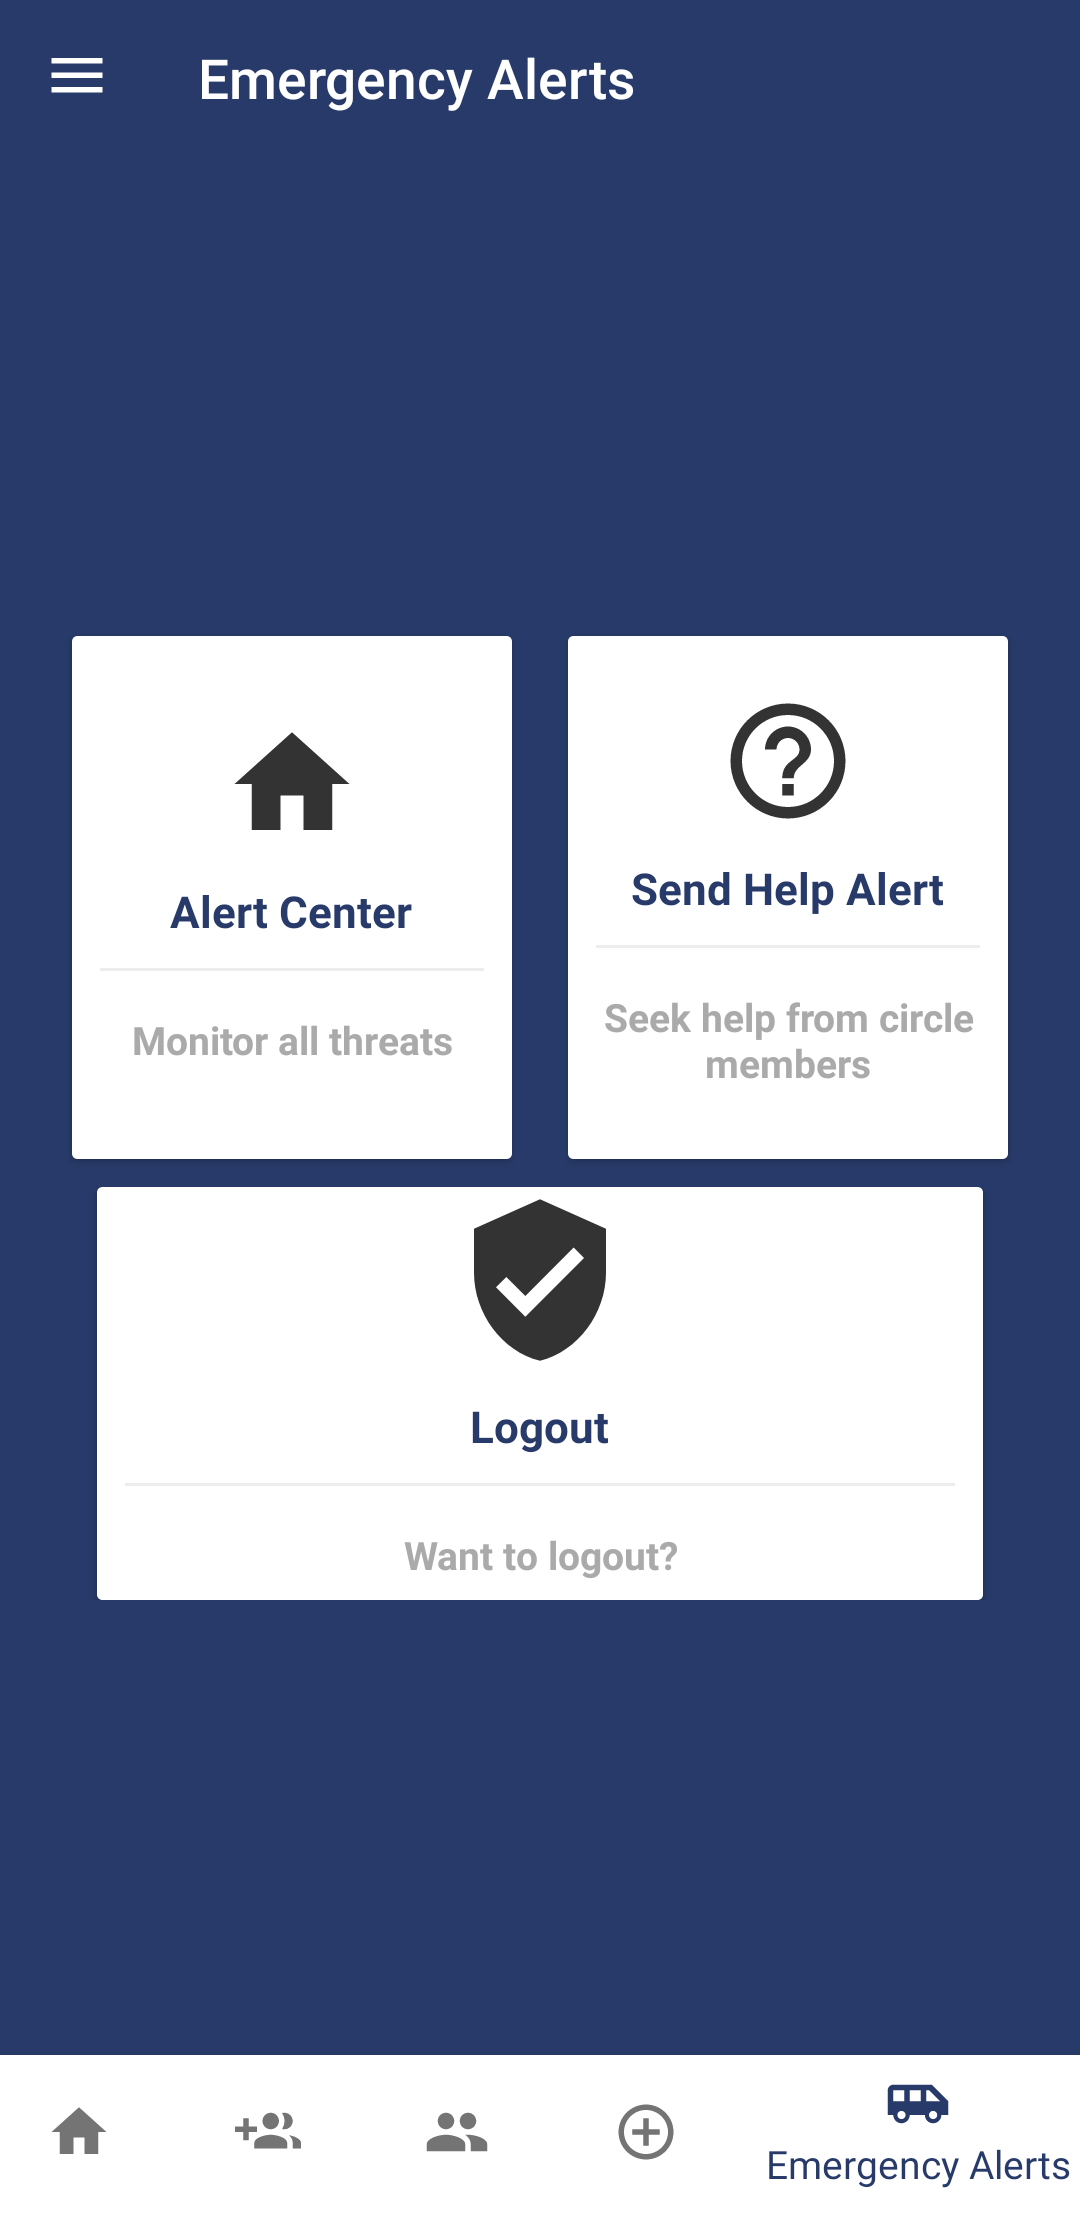 Emergency Alerts
Alert Center
Monitor all threats
Send Help Alert
Seek help from circle
members
Logout
Want to logout?
Emergency Alerts